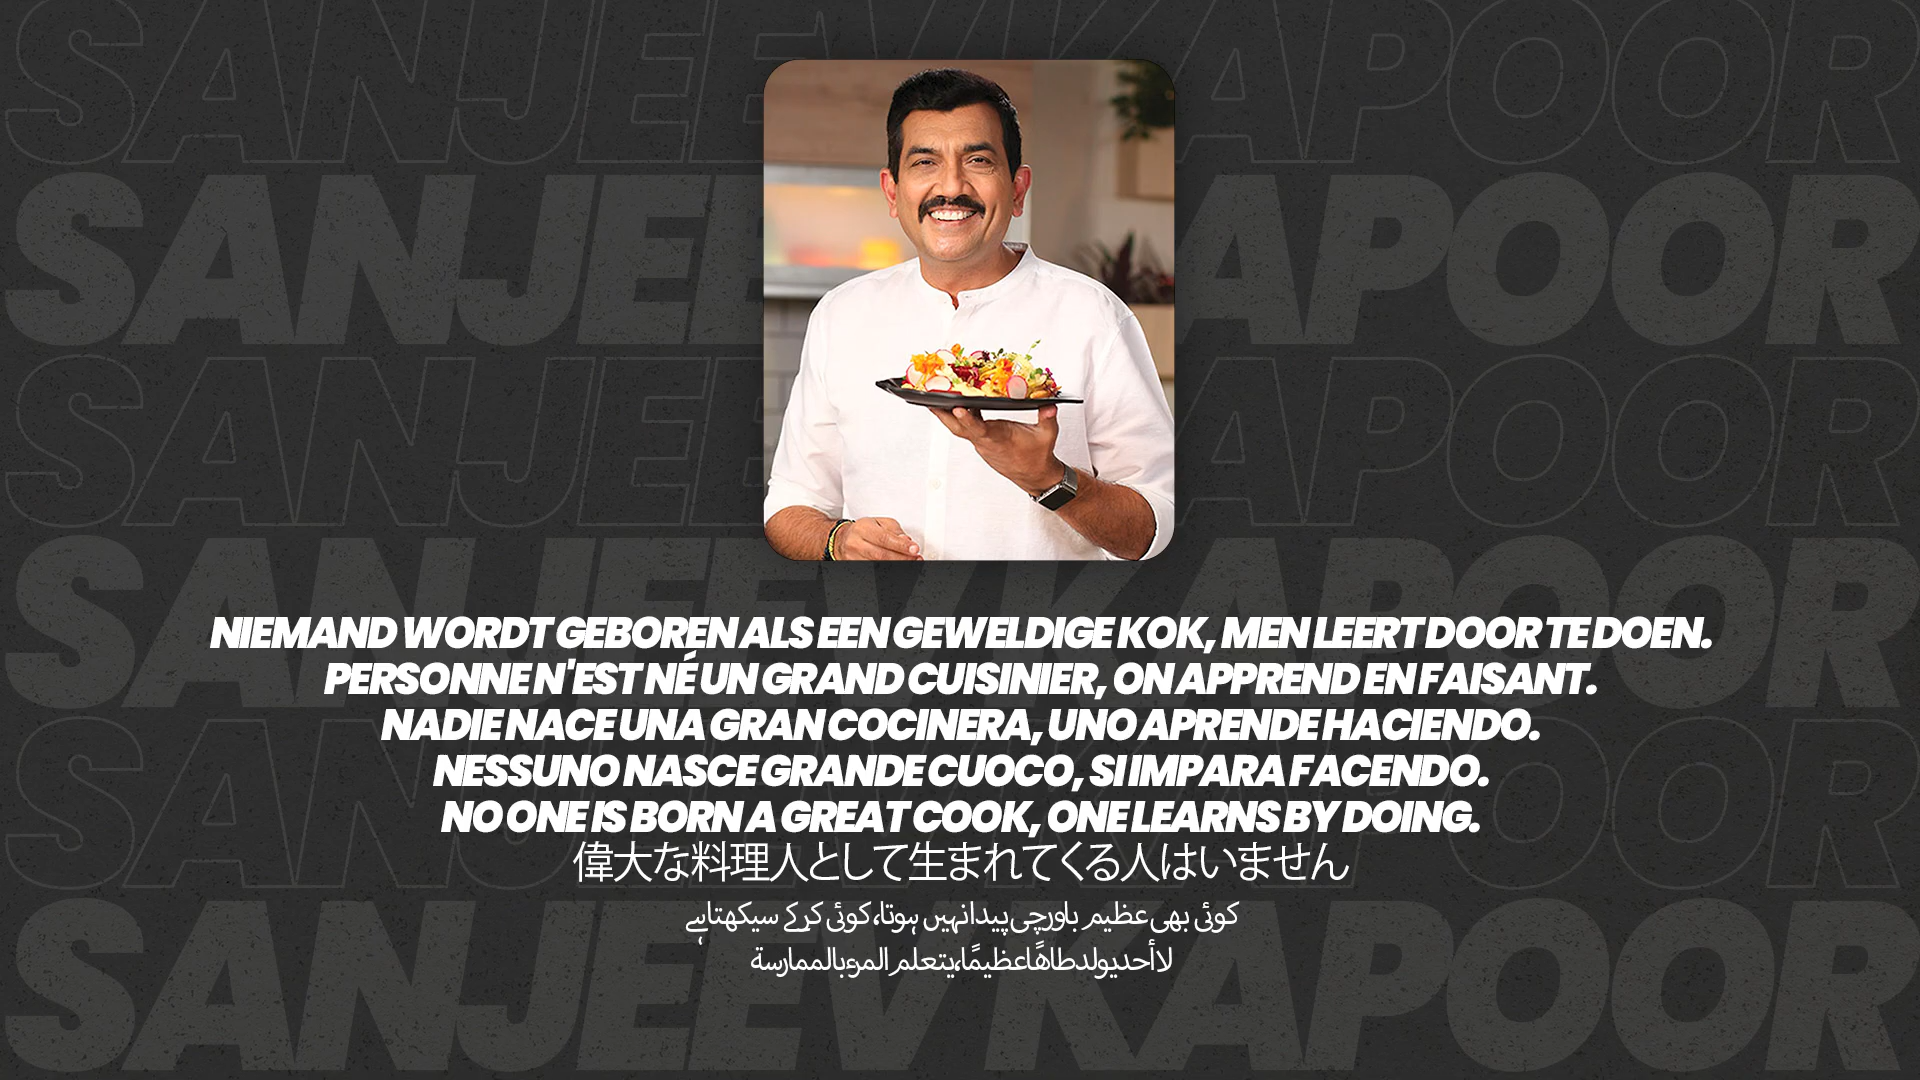 SANJEEV KAPOOR
SANJEEV KAPOOR
SANJEEV KAPOOR
SANJEEV KAPOOR
NIEMAND WORDT GEBOREN ALS EEN GEWELDIGE KOK, MEN LEERT DOOR TE DOEN.
PERSONNE N'EST NÉ UN GRAND CUISINIER, ON APPREND EN FAISANT.
NADIE NACE UNA GRAN COCINERA, UNO APRENDE HACIENDO.
NESSUNO NASCE GRANDE CUOCO, SI IMPARA FACENDO.
NO ONE IS BORN A GREAT COOK, ONE LEARNS BY DOING.
偉大な料理人として生まれてくる人はいません
کوئی بھی عظیم باورچی پیدا نہیں ہوتا، کوئی کر کے سیکھتا ہے
لا أحد يولد طاهًا عظيمًا، يتعلم المرء بالممارسة
SANJEEV KAPOOR
SANJEEV KAPOOR